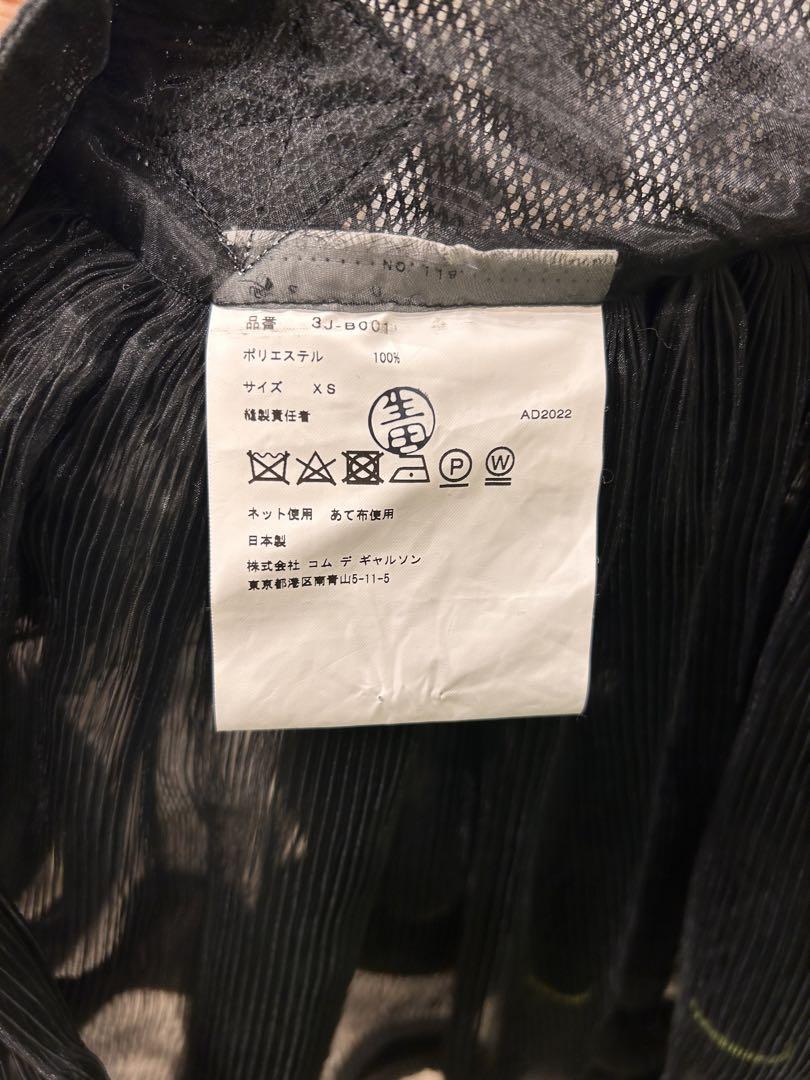 品番 3J-B001
ポリエステル 100%
サイズ XS
縫製責任者 生田 AD2022
P W
ネット使用 あて布使用
日本製
株式会社 コム デ ギャルソン
東京都港区南青山5-11-5